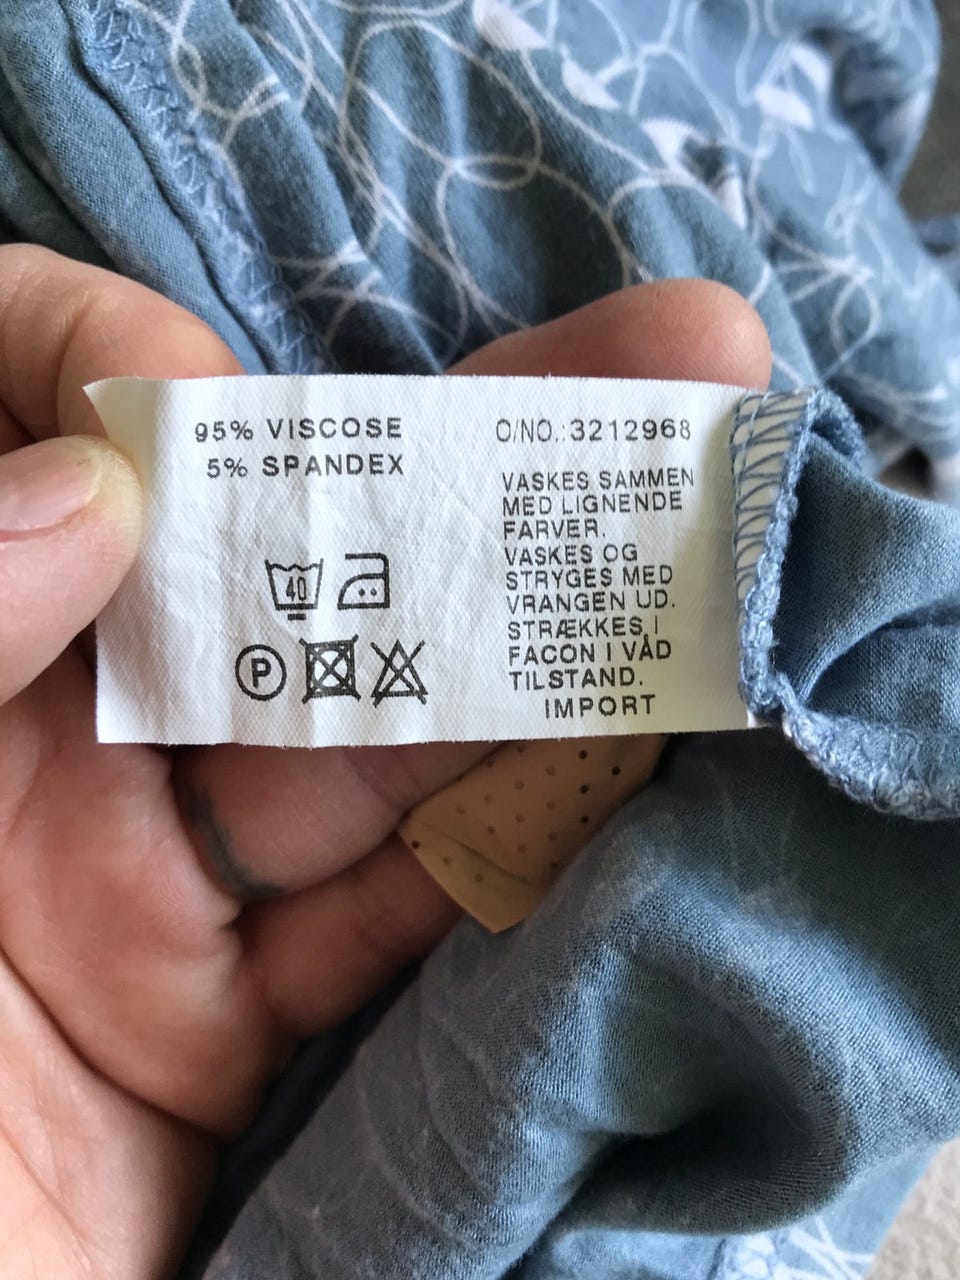 95% VISCOSE
5% SPANDEX
40
P
O/NO.:3212968
VASKES SAMMEN
MED LIGNENDE
FARVER.
VASKES OG
STRYGES MED
VRANGEN UD.
STRÆKKES I
FACON I VÅD
TILSTAND.
IMPORT